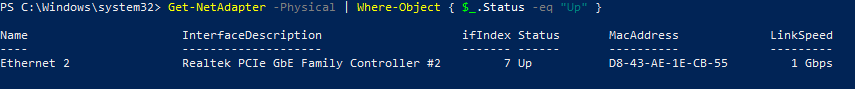 PS C:\Windows\system32> Get-NetAdapter -Physical | Where-Object { $_.Status -eq "Up" }
Name InterfaceDescription ifIndex Status MacAddress LinkSpeed
---- -------------------- ------- ------ ---------- ---------
Ethernet 2 Realtek PCIe GbE Family Controller #2 7 Up D8-43-AE-1E-CB-55 1 Gbps